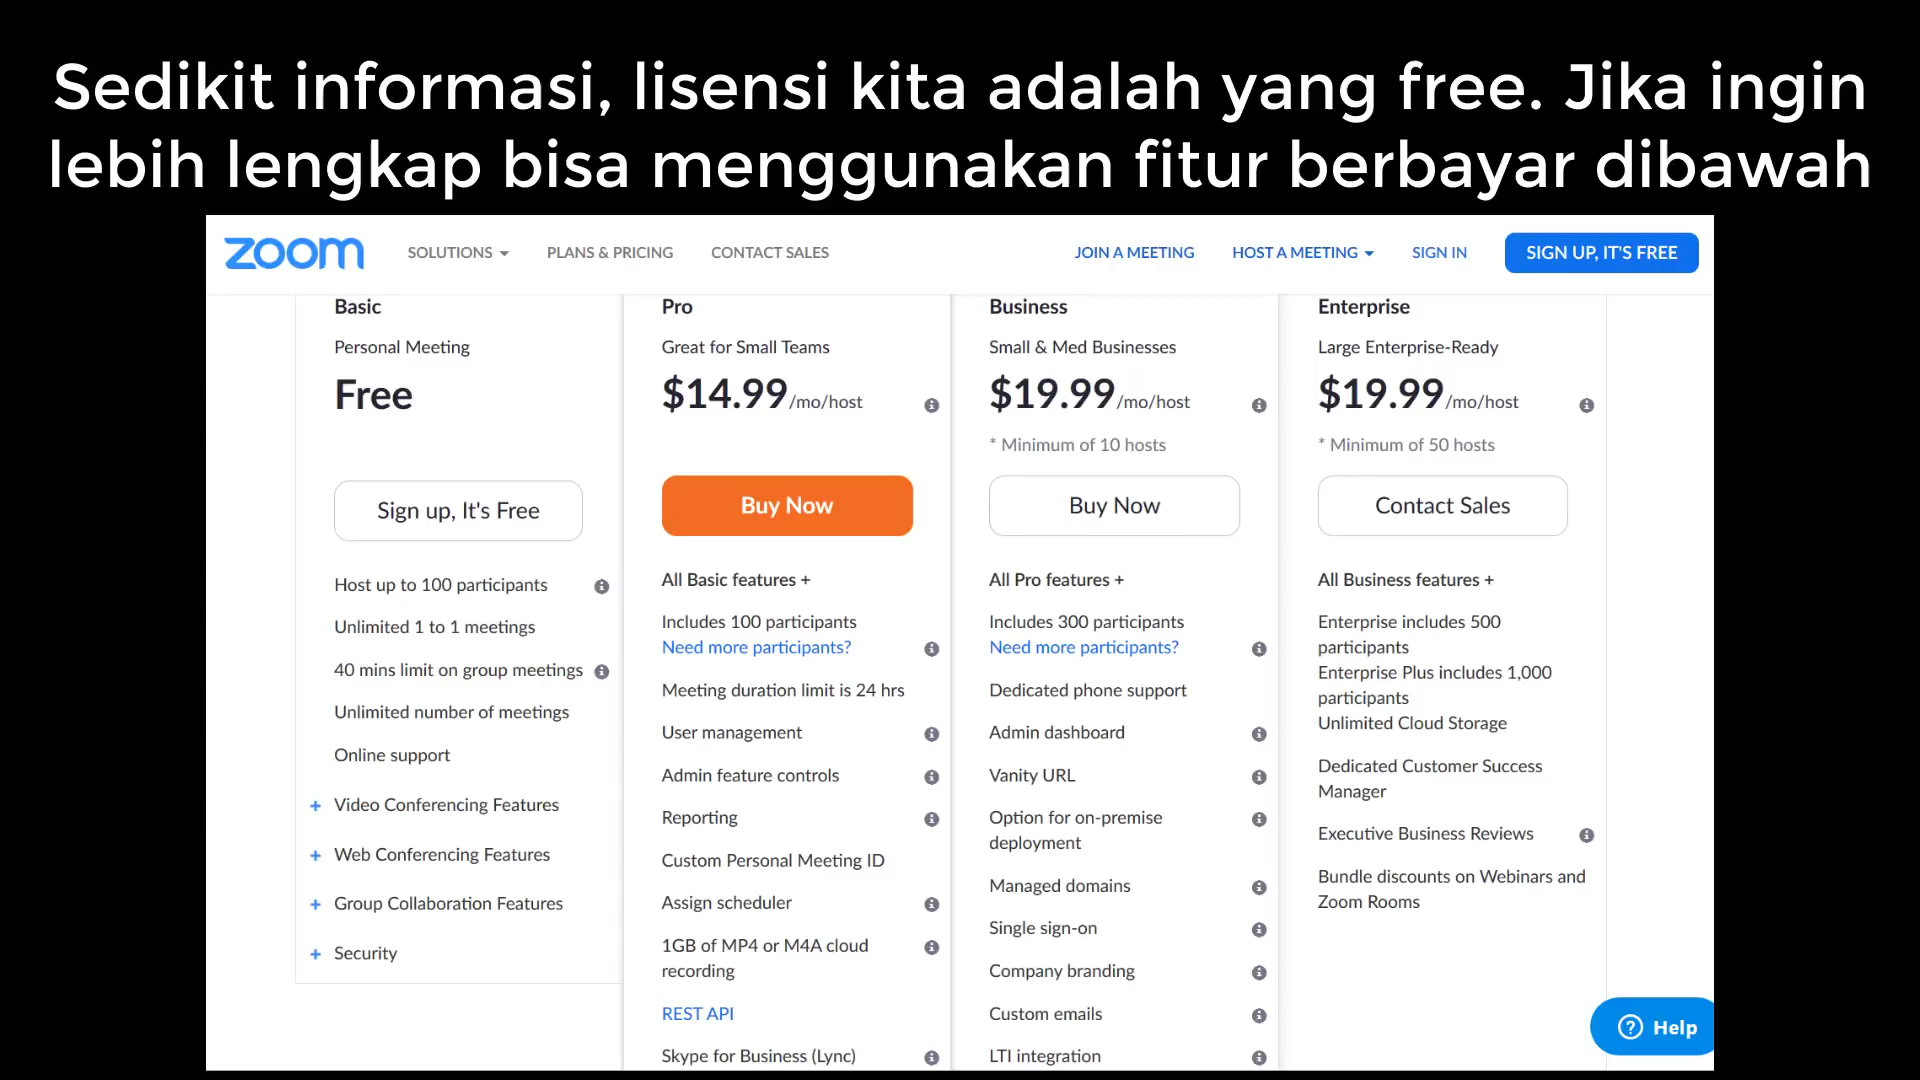 Sedikit informasi, lisensi kita adalah yang free. Jika ingin
lebih lengkap bisa menggunakan fitur berbayar dibawah
zoom
SOLUTIONS
PLANS & PRICING
CONTACT SALES
JOIN A MEETING
HOST A MEETING
SIGN IN
SIGN UP, IT'S FREE
Basic
Personal Meeting
Free
Sign up, It's Free
Host up to 100 participants
Unlimited 1 to 1 meetings
40 mins limit on group meetings
Unlimited number of meetings
Online support
+ Video Conferencing Features
+ Web Conferencing Features
+ Group Collaboration Features
+ Security
Pro
Great for Small Teams
$14.99/mo/host
Buy Now
All Basic features +
Includes 100 participants
Need more participants?
Meeting duration limit is 24 hrs
User management
Admin feature controls
Reporting
Custom Personal Meeting ID
Assign scheduler
1GB of MP4 or M4A cloud
recording
REST API
Skype for Business (Lync)
Business
Small & Med Businesses
$19.99/mo/host
* Minimum of 10 hosts
Buy Now
All Pro features +
Includes 300 participants
Need more participants?
Dedicated phone support
Admin dashboard
Vanity URL
Option for on-premise
deployment
Managed domains
Single sign-on
Company branding
Custom emails
LTI integration
Enterprise
Large Enterprise-Ready
$19.99/mo/host
* Minimum of 50 hosts
Contact Sales
All Business features +
Enterprise includes 500
participants
Enterprise Plus includes 1,000
participants
Unlimited Cloud Storage
Dedicated Customer Success
Manager
Executive Business Reviews
Bundle discounts on Webinars and
Zoom Rooms
Help